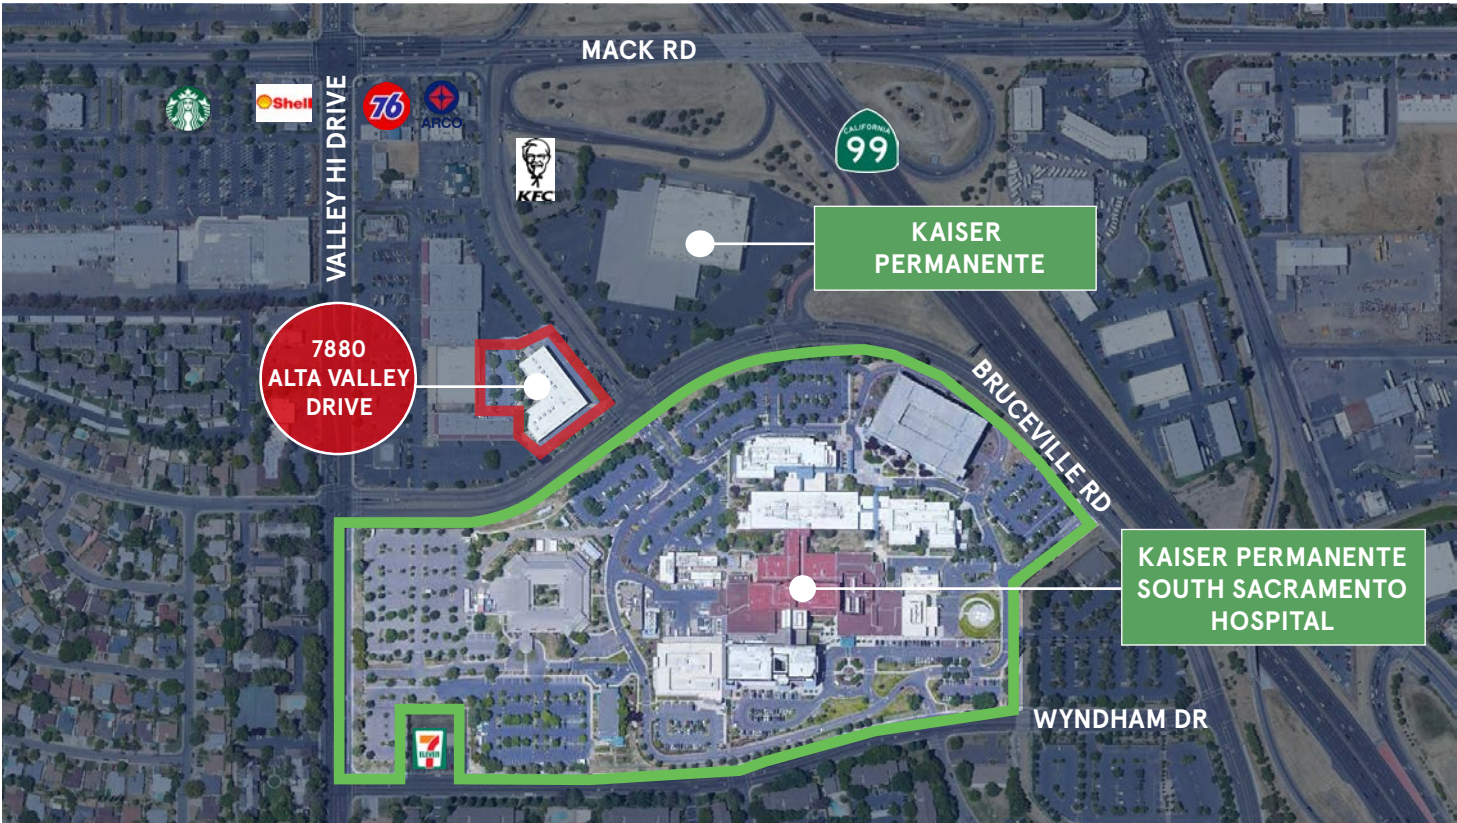 MACK RD
Shell
76
ARCO
VALLEY HI DRIVE
CALIFORNIA
99
KFC
KAISER
PERMANENTE
7880
ALTA VALLEY
DRIVE
BRUCEVILLE RD
KAISER PERMANENTE
SOUTH SACRAMENTO
HOSPITAL
WYNDHAM DR
7
ELEVEN